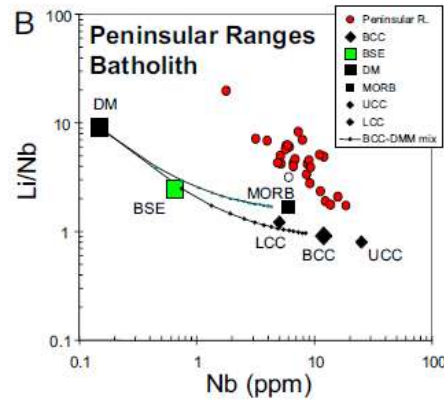 B
Peninsular Ranges
Batholith
Peninsular R.
BCC
BSE
DM
MORB
UCC
LCC
BCC-DMM mix
100
10
1
0.1
Li/Nb
DM
BSE
MORB
LCC
BCC
UCC
0.1
1
10
100
Nb (ppm)